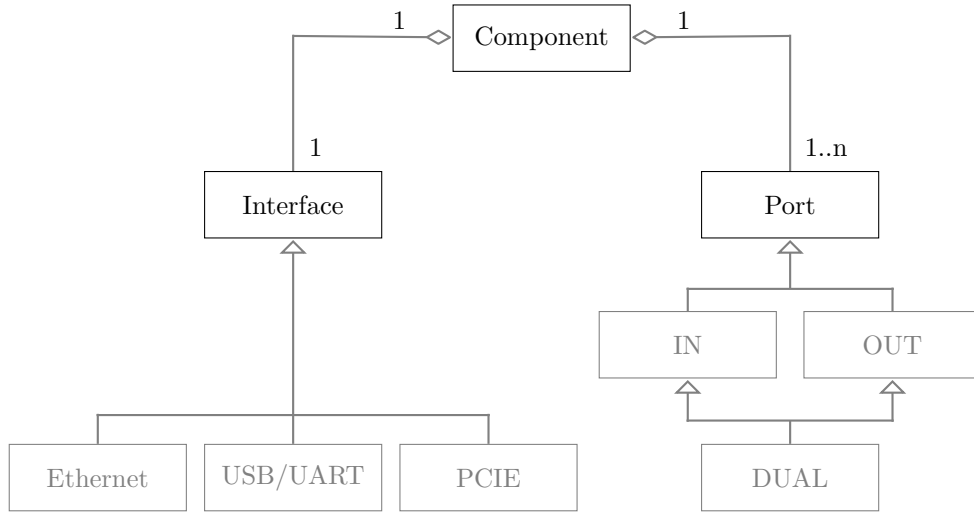 1
Component
1
1
1..n
Interface
Port
IN
OUT
Ethernet
USB/UART
PCIE
DUAL